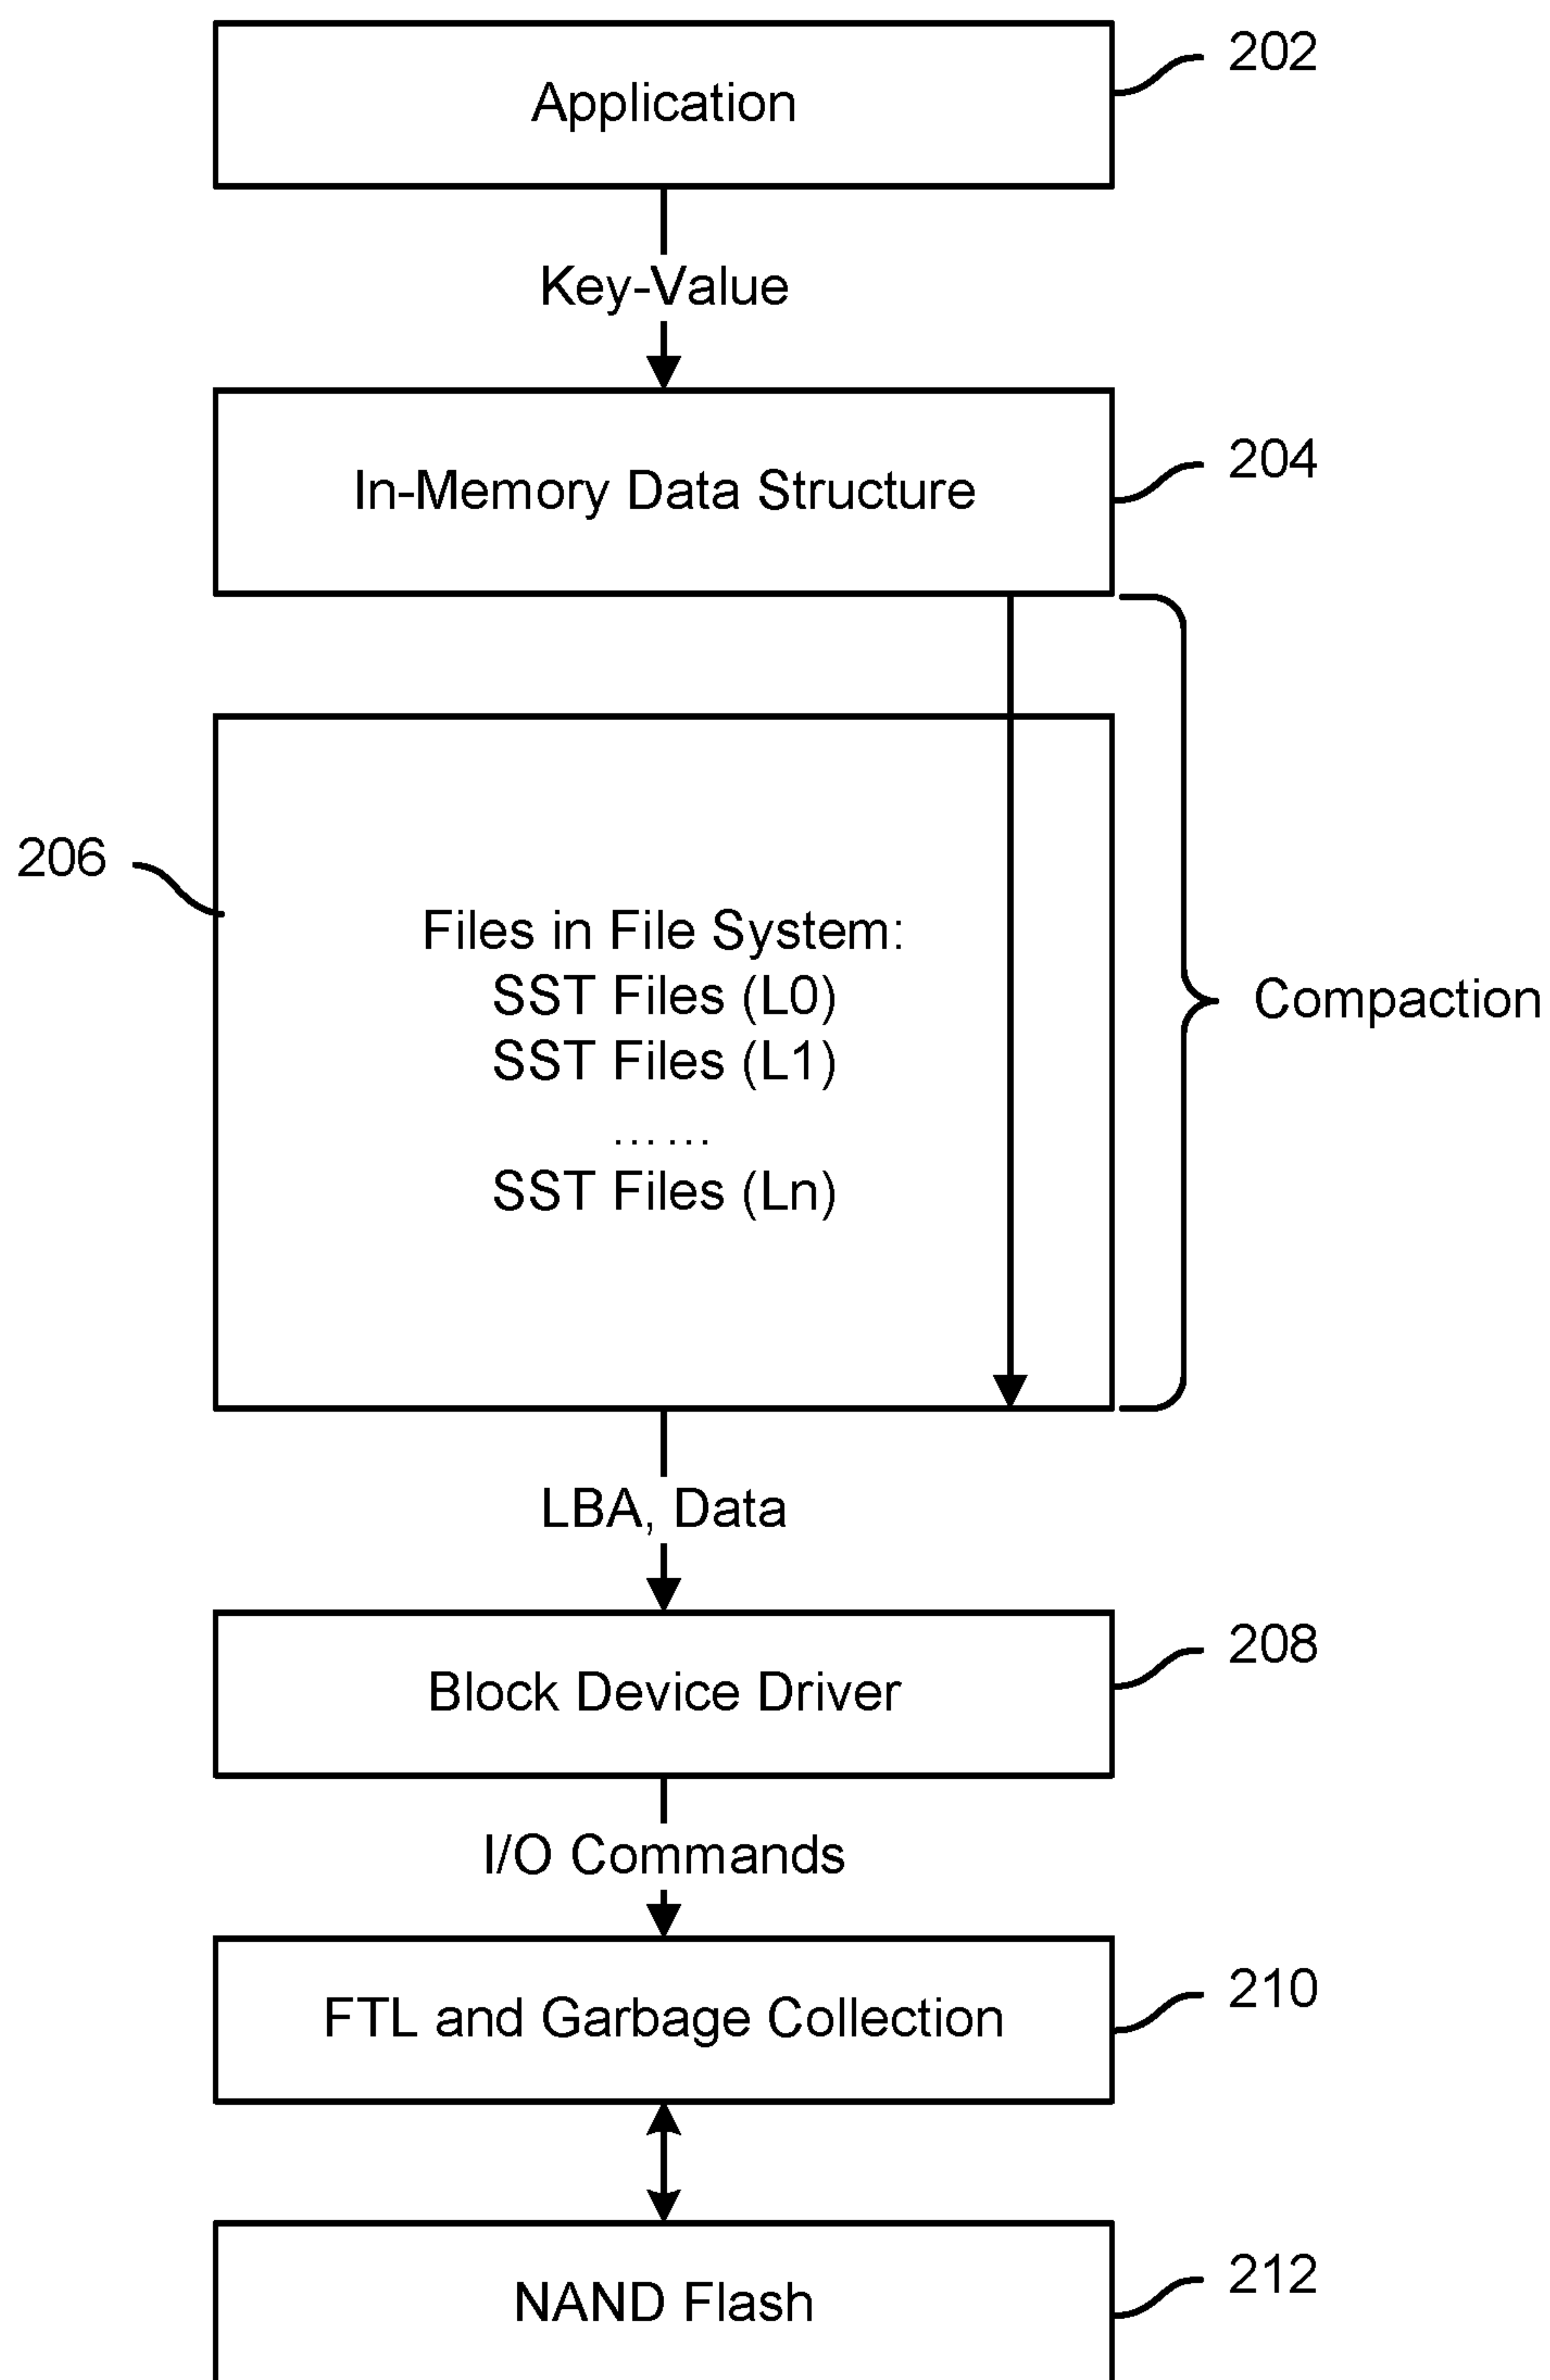 Application
202
Key-Value
In-Memory Data Structure
204
206
Files in File System:
SST Files (L0)
SST Files (L1)
......
SST Files (Ln)
Compaction
LBA, Data
Block Device Driver
208
I/O Commands
FTL and Garbage Collection
210
NAND Flash
212